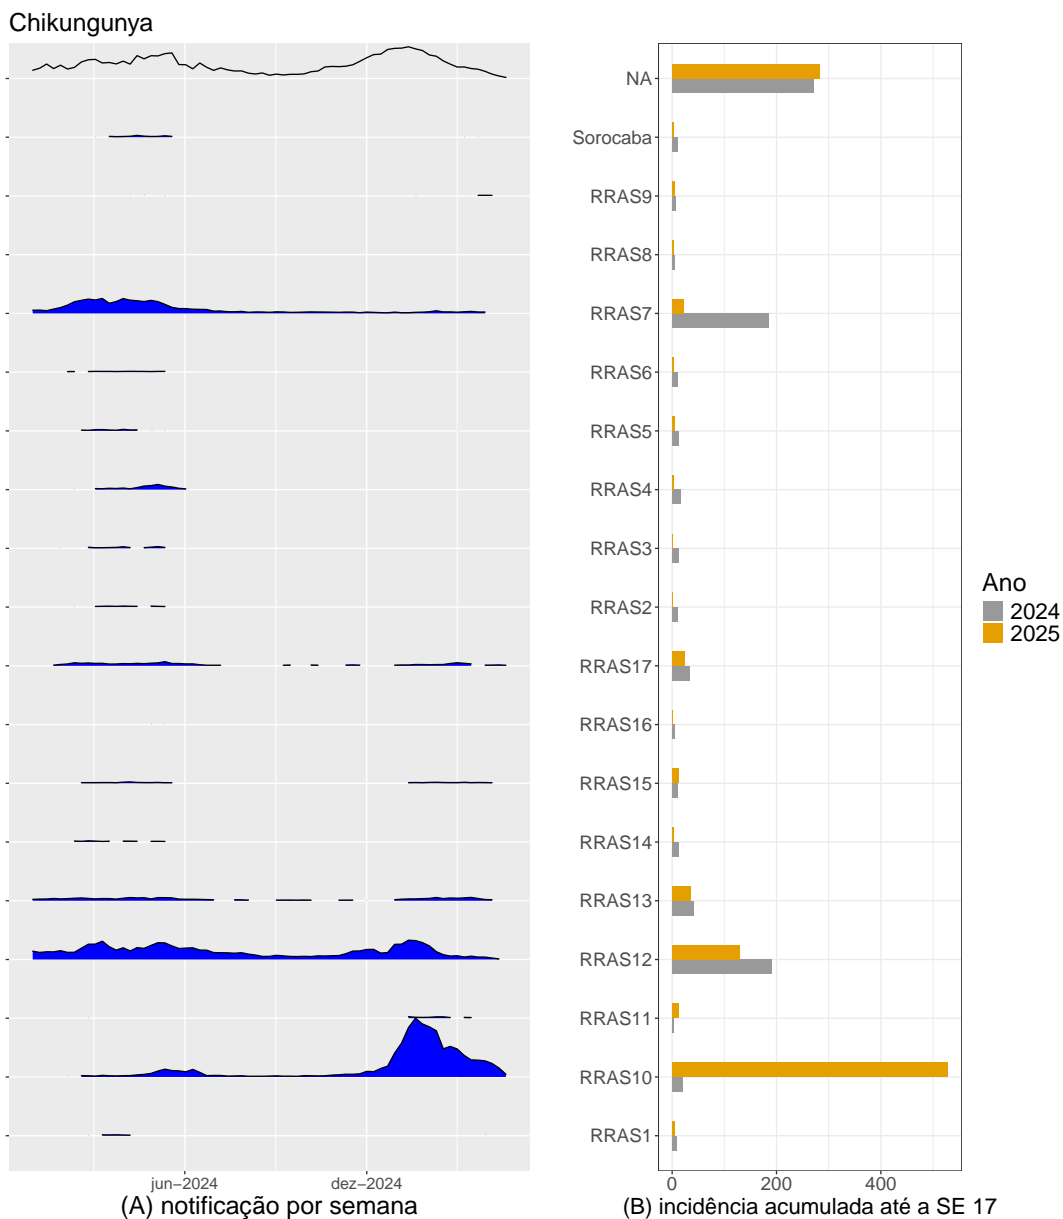 Chikungunya
NA
Sorocaba
RRAS9
RRAS8
RRAS7
RRAS6
RRAS5
RRAS4
RRAS3
RRAS2
RRAS17
RRAS16
RRAS15
RRAS14
RRAS13
RRAS12
RRAS11
RRAS10
RRAS1
Ano
2024
2025
jun−2024 dez−2024
(A) notificação por semana
0 200 400
(B) incidência acumulada até a SE 17